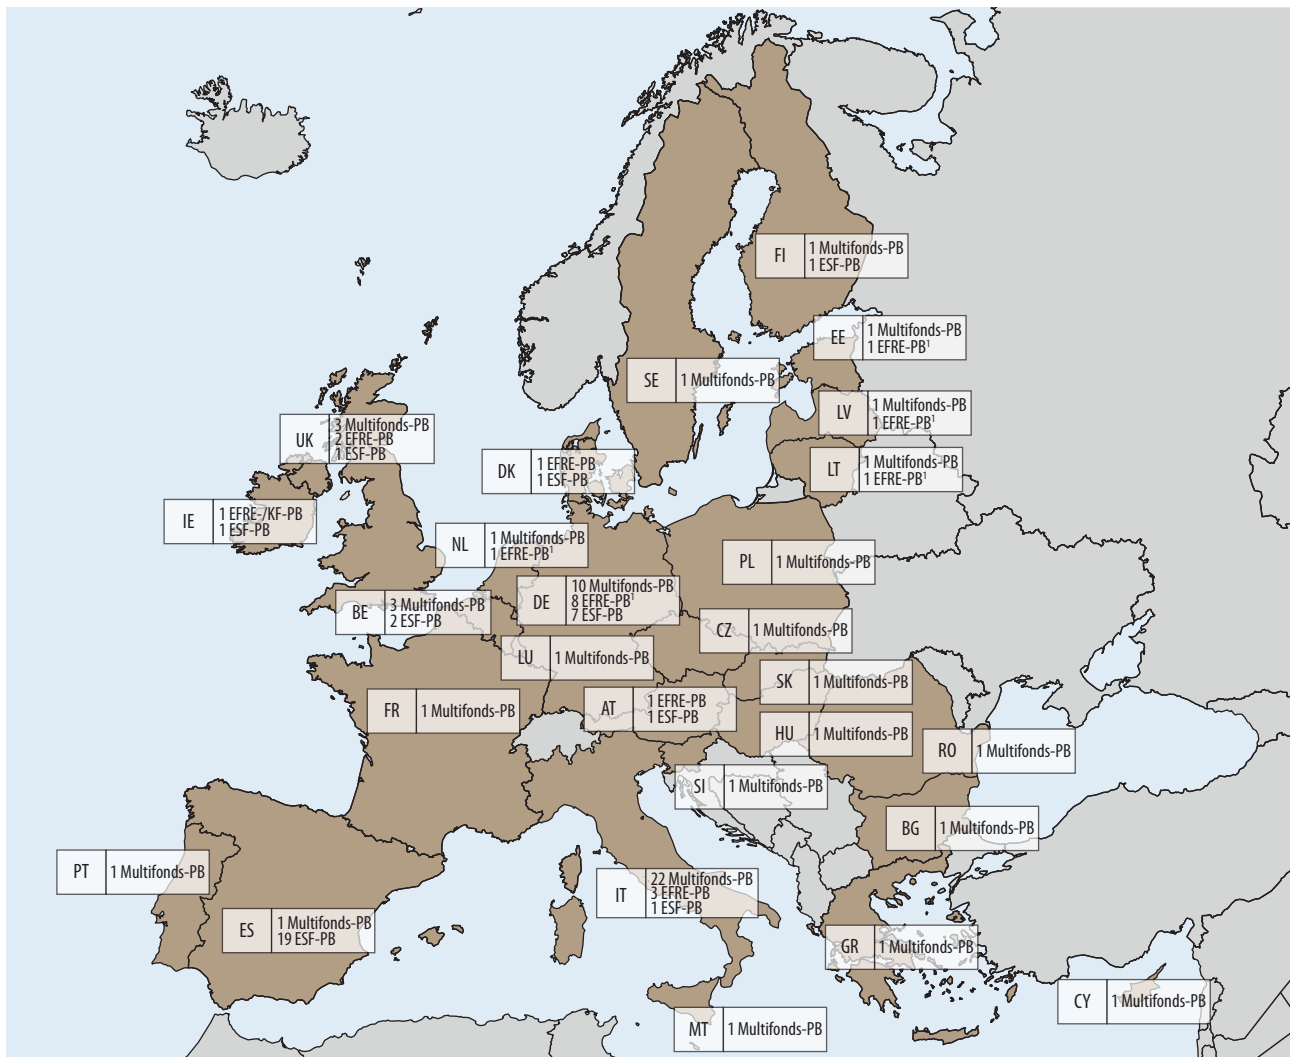 FI
1 Multifonds-PB
1 ESF-PB
EE
1 Multifonds-PB
1 EFRE-PB¹
SE
1 Multifonds-PB
LV
1 Multifonds-PB
1 EFRE-PB¹
UK
3 Multifonds-PB
2 EFRE-PB
1 ESF-PB
DK
1 EFRE-PB
1 ESF-PB
LT
1 Multifonds-PB
1 EFRE-PB¹
IE
1 EFRE-/KF-PB
1 ESF-PB
NL
1 Multifonds-PB
1 EFRE-PB¹
PL
1 Multifonds-PB
BE
3 Multifonds-PB
2 ESF-PB
DE
10 Multifonds-PB
8 EFRE-PB¹
7 ESF-PB
CZ
1 Multifonds-PB
LU
1 Multifonds-PB
SK
1 Multifonds-PB
FR
1 Multifonds-PB
AT
1 EFRE-PB
1 ESF-PB
HU
1 Multifonds-PB
RO
1 Multifonds-PB
SI
1 Multifonds-PB
BG
1 Multifonds-PB
PT
1 Multifonds-PB
IT
22 Multifonds-PB
3 EFRE-PB
1 ESF-PB
ES
1 Multifonds-PB
19 ESF-PB
GR
1 Multifonds-PB
CY
1 Multifonds-PB
MT
1 Multifonds-PB